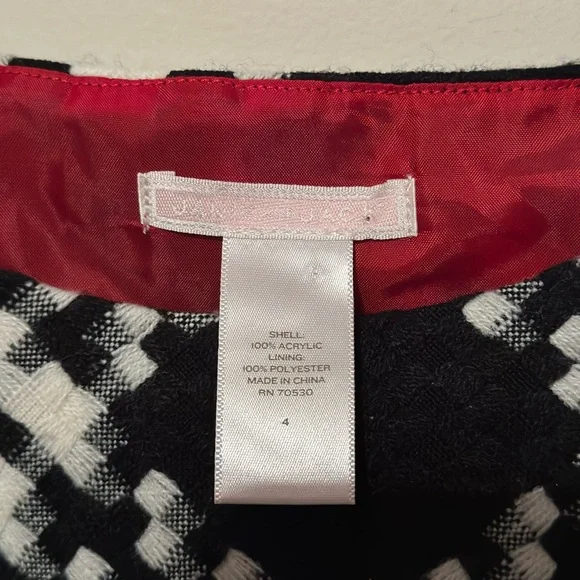 SHELL:
100% ACRYLIC
LINING:
100% POLYESTER
MADE IN CHINA
RN 70530
4